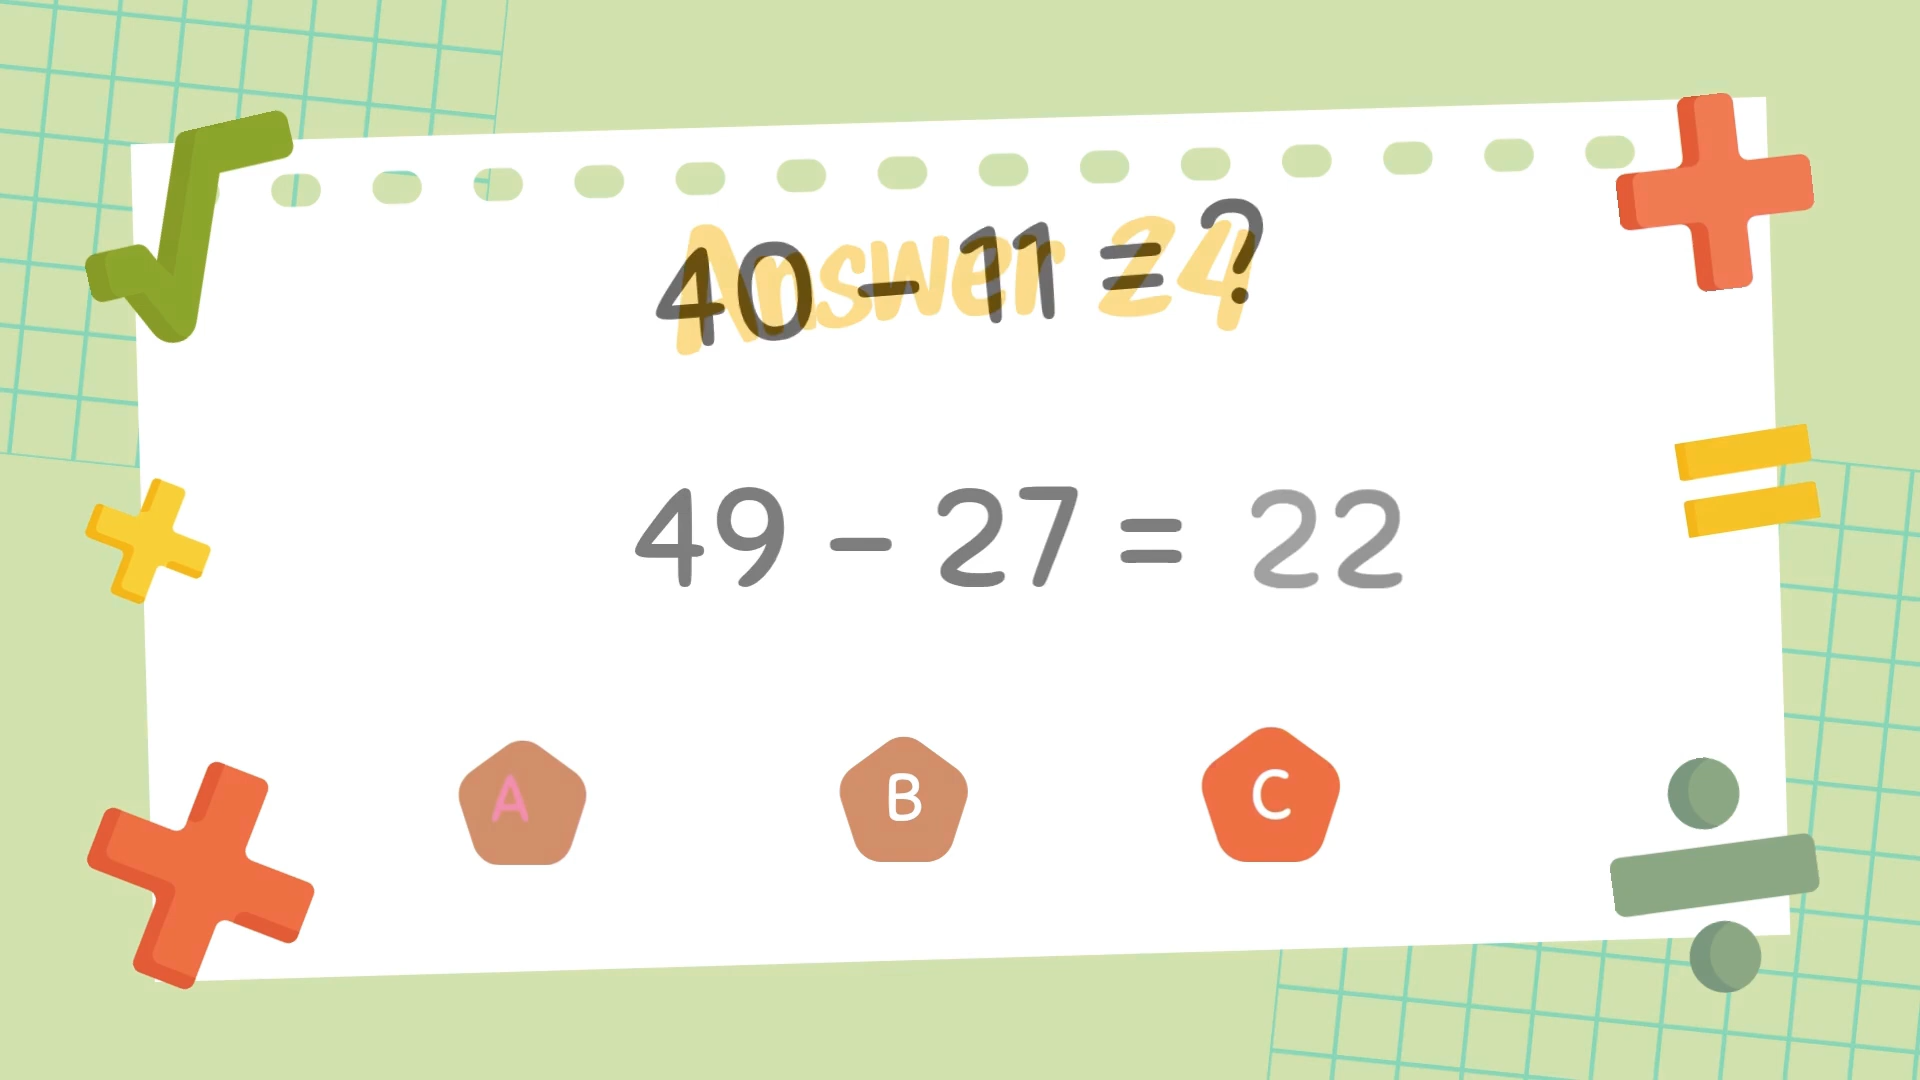 Answer 24
40 - 11 = ?
49 - 27 = 22
A B C